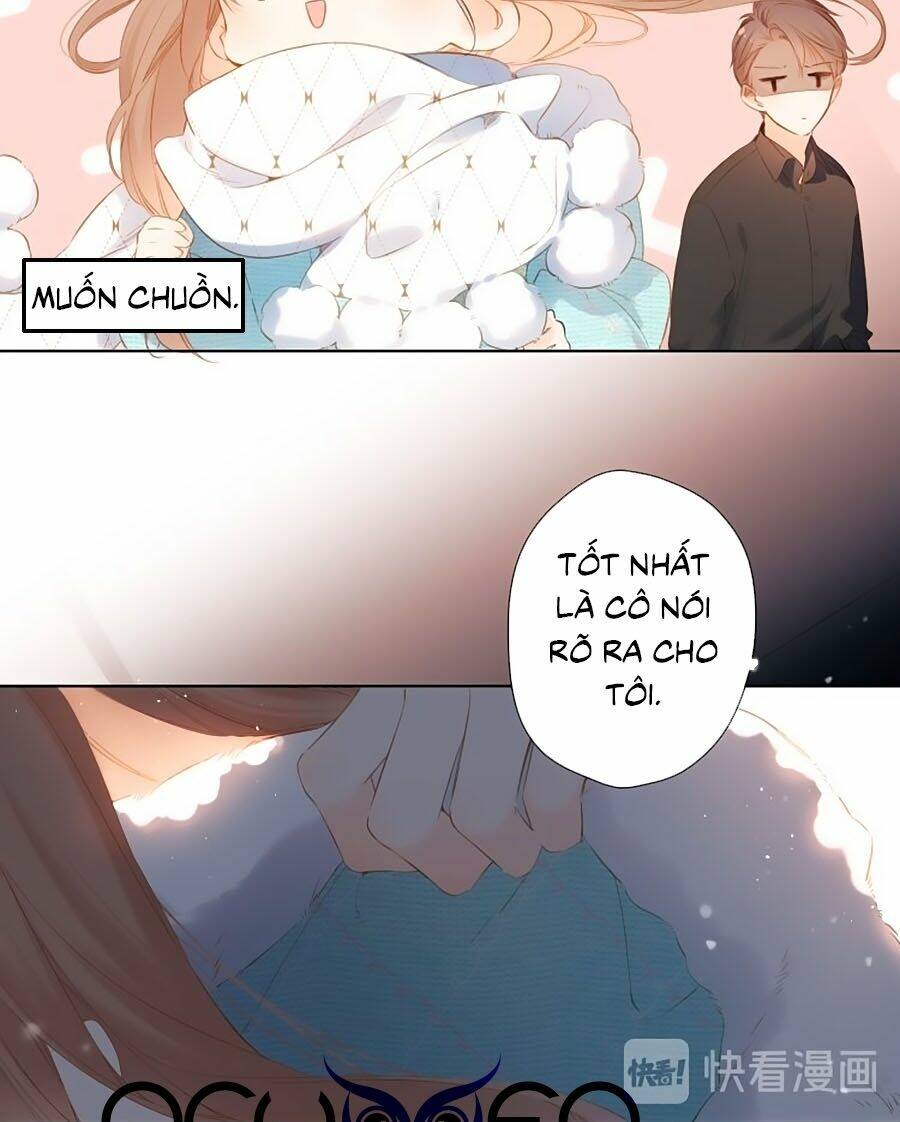 MUỐN CHUỒN.
TỐT NHẤT
LÀ CÔ NÓI
RÕ RA CHO
TÔI.
快看!
快看漫画